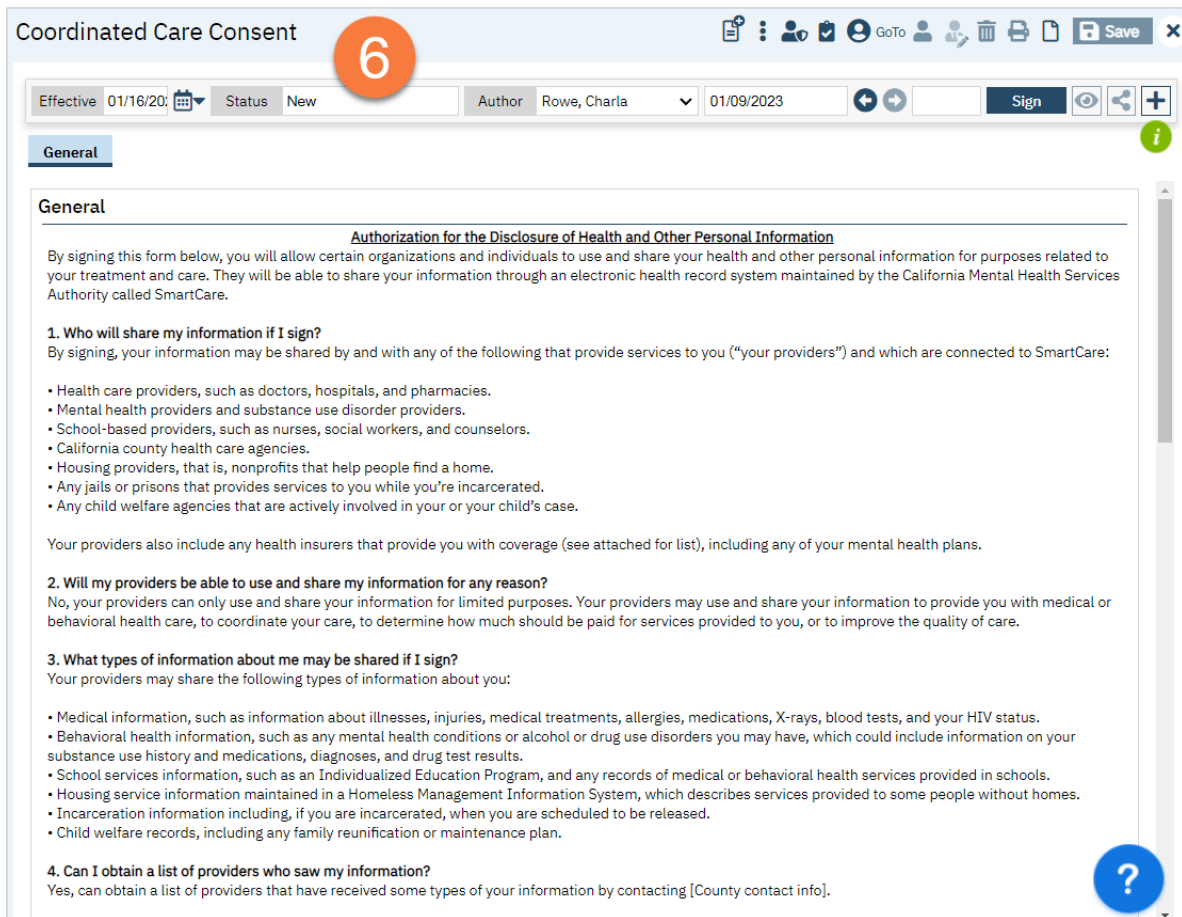 Coordinated Care Consent
6
GoTo
Save
Effective 01/16/202
Status New
Author Rowe, Charla
01/09/2023
Sign
i
General
General
Authorization for the Disclosure of Health and Other Personal Information
By signing this form below, you will allow certain organizations and individuals to use and share your health and other personal information for purposes related to
your treatment and care. They will be able to share your information through an electronic health record system maintained by the California Mental Health Services
Authority called SmartCare.
1. Who will share my information if I sign?
By signing, your information may be shared by and with any of the following that provide services to you (“your providers”) and which are connected to SmartCare:
• Health care providers, such as doctors, hospitals, and pharmacies.
• Mental health providers and substance use disorder providers.
• School-based providers, such as nurses, social workers, and counselors.
• California county health care agencies.
• Housing providers, that is, nonprofits that help people find a home.
• Any jails or prisons that provides services to you while you’re incarcerated.
• Any child welfare agencies that are actively involved in your or your child’s case.
Your providers also include any health insurers that provide you with coverage (see attached for list), including any of your mental health plans.
2. Will my providers be able to use and share my information for any reason?
No, your providers can only use and share your information for limited purposes. Your providers may use and share your information to provide you with medical or
behavioral health care, to coordinate your care, to determine how much should be paid for services provided to you, or to improve the quality of care.
3. What types of information about me may be shared if I sign?
Your providers may share the following types of information about you:
• Medical information, such as information about illnesses, injuries, medical treatments, allergies, medications, X-rays, blood tests, and your HIV status.
• Behavioral health information, such as any mental health conditions or alcohol or drug use disorders you may have, which could include information on your
substance use history and medications, diagnoses, and drug test results.
• School services information, such as an Individualized Education Program, and any records of medical or behavioral health services provided in schools.
• Housing service information maintained in a Homeless Management Information System, which describes services provided to some people without homes.
• Incarceration information including, if you are incarcerated, when you are scheduled to be released.
• Child welfare records, including any family reunification or maintenance plan.
4. Can I obtain a list of providers who saw my information?
Yes, can obtain a list of providers that have received some types of your information by contacting [County contact info].
?